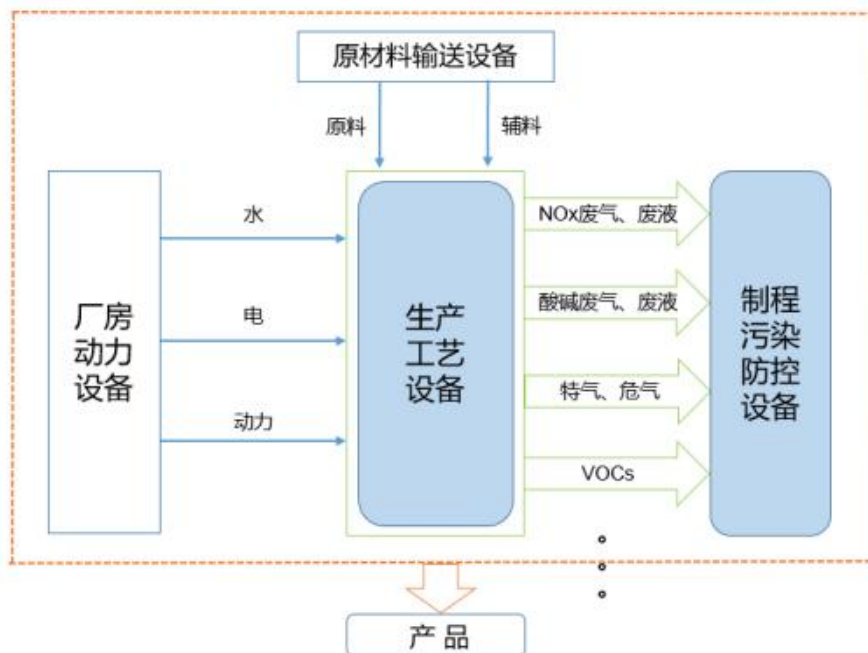 原材料输送设备
原料
辅料
水
电
动力
厂房
动力
设备
生产
工艺
设备
NOx废气、废液
酸碱废气、废液
特气、危气
VOCs
制程
污染
防控
设备
产 品